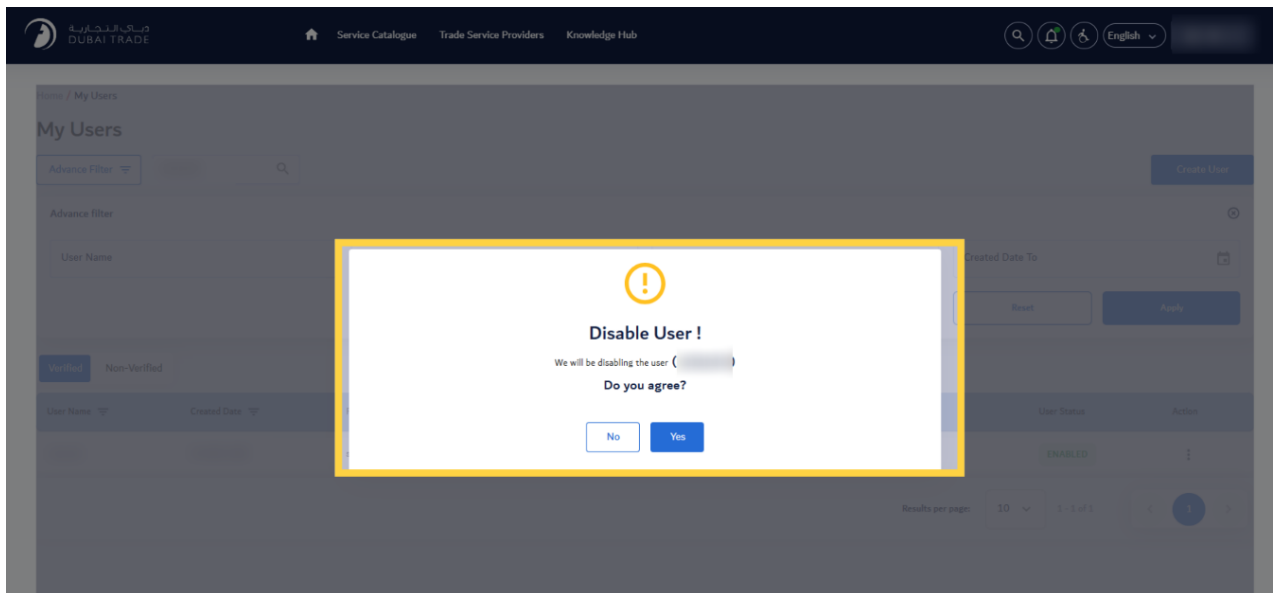 دبي التجارية
DUBAI TRADE
Service Catalogue Trade Service Providers Knowledge Hub
English
Home / My Users
My Users
Advance Filter
Create User
Advance filter
User Name
Created Date To
Reset Apply
Disable User !
We will be disabling the user ( )
Do you agree?
No Yes
Verified Non-Verified
User Name Created Date User Status Action
ENABLED
Results per page: 10 1 - 1 of 1 1